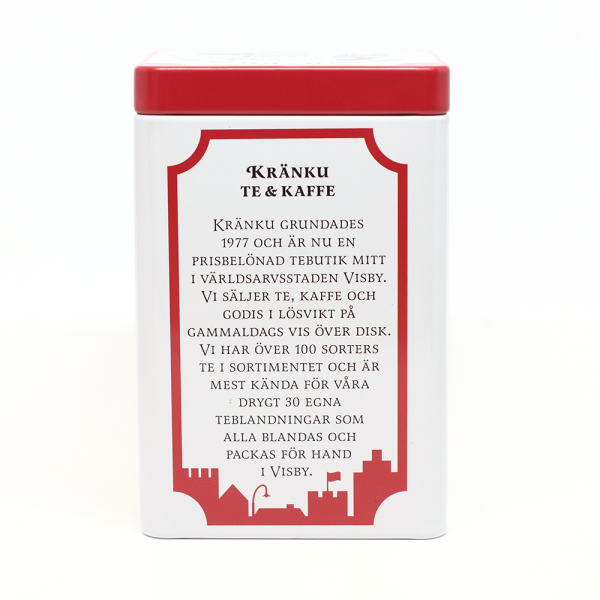 KRÄNKU
TE & KAFFE
KRÄNKU GRUNDADES
1977 OCH ÄR NU EN
PRISBELÖNAD TEBUTIK MITT
I VÄRLDSARVSSTADEN VISBY.
VI SÄLJER TE, KAFFE OCH
GODIS I LÖSVIKT PÅ
GAMMALDAGS VIS ÖVER DISK.
VI HAR ÖVER 100 SORTERS
TE I SORTIMENTET OCH ÄR
MEST KÄNDA FÖR VÅRA
DRYGT 30 EGNA
TEBLANDNINGAR SOM
ALLA BLANDAS OCH
PACKAS FÖR HAND
I VISBY.